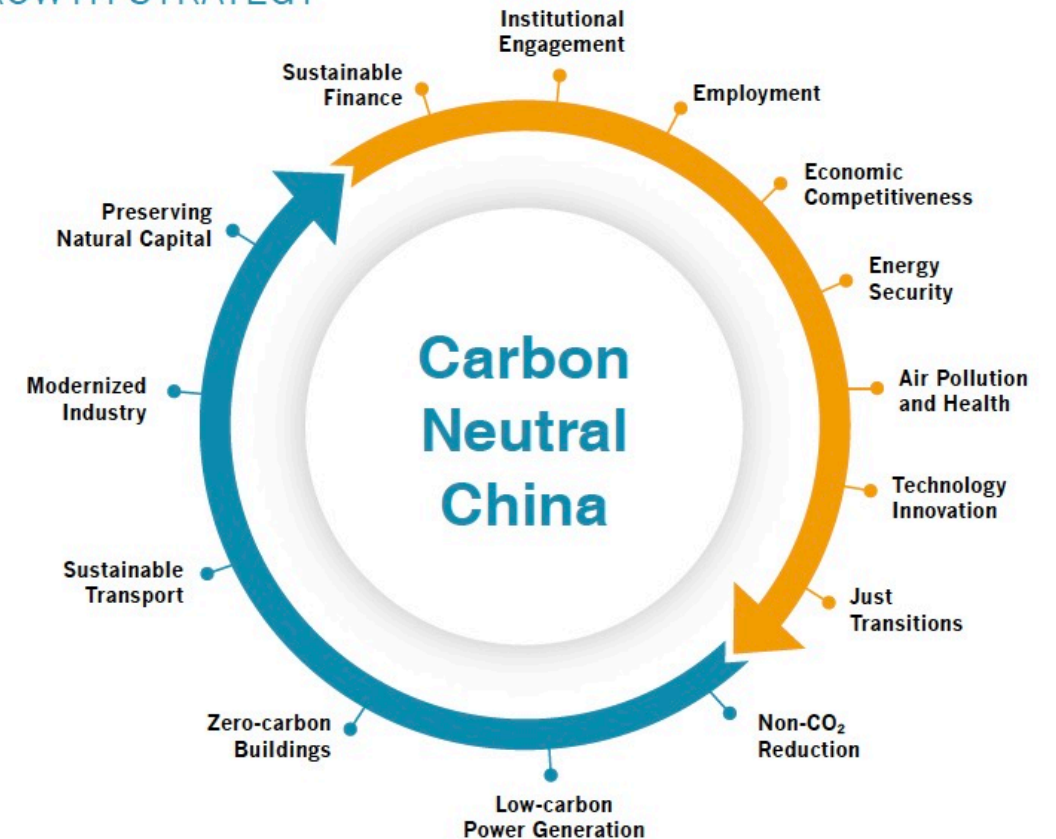 Institutional
Engagement
Sustainable
Finance
Employment
Economic
Competitiveness
Preserving
Natural Capital
Energy
Security
Carbon
Neutral
China
Modernized
Industry
Air Pollution
and Health
Technology
Innovation
Sustainable
Transport
Just
Transitions
Zero-carbon
Buildings
Non-CO₂
Reduction
Low-carbon
Power Generation